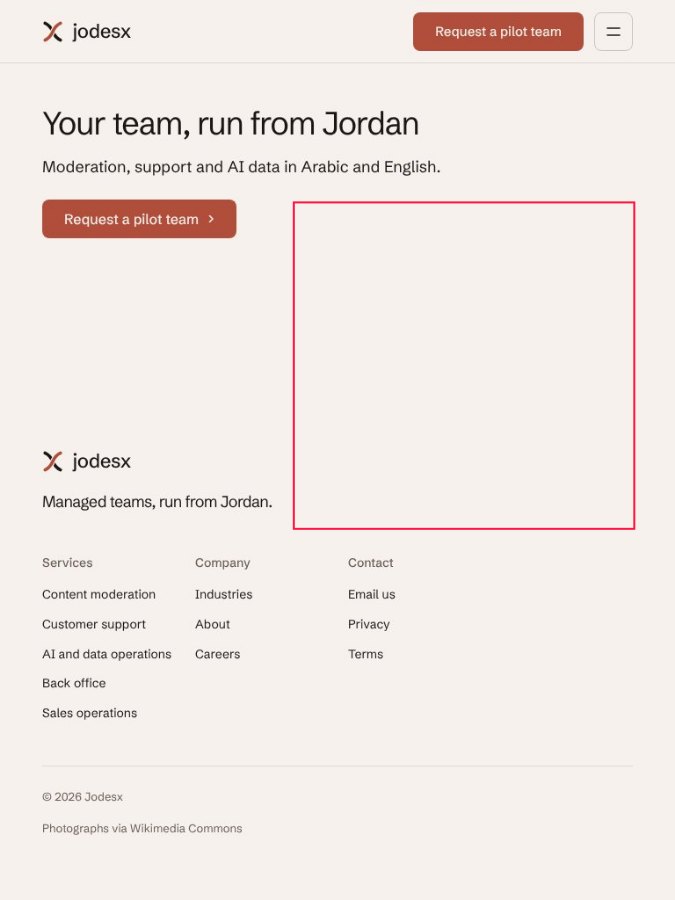 jodesx
Request a pilot team
Your team, run from Jordan
Moderation, support and AI data in Arabic and English.
Request a pilot team
jodesx
Managed teams, run from Jordan.
Services
Content moderation
Customer support
AI and data operations
Back office
Sales operations
Company
Industries
About
Careers
Contact
Email us
Privacy
Terms
© 2026 Jodesx
Photographs via Wikimedia Commons